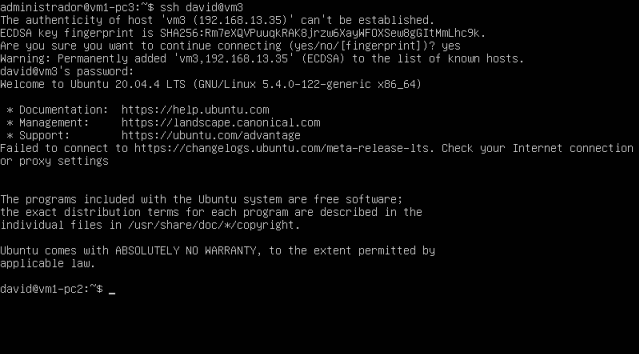 administrador@vm1-pc3:~$ ssh david@vm3
The authenticity of host 'vm3 (192.168.13.35)' can't be established.
ECDSA key fingerprint is SHA256:Rm7eXQVPuuqkRAK8jrzw6XayWFOXSew8gGItMmLhc9k.
Are you sure you want to continue connecting (yes/no/[fingerprint])? yes
Warning: Permanently added 'vm3,192.168.13.35' (ECDSA) to the list of known hosts.
david@vm3's password:
Welcome to Ubuntu 20.04.4 LTS (GNU/Linux 5.4.0-122-generic x86_64)
* Documentation:  https://help.ubuntu.com
* Management:     https://landscape.canonical.com
* Support:        https://ubuntu.com/advantage
Failed to connect to https://changelogs.ubuntu.com/meta-release-lts. Check your Internet connection
or proxy settings
The programs included with the Ubuntu system are free software;
the exact distribution terms for each program are described in the
individual files in /usr/share/doc/*/copyright.
Ubuntu comes with ABSOLUTELY NO WARRANTY, to the extent permitted by
applicable law.
david@vm1-pc2:~$ _